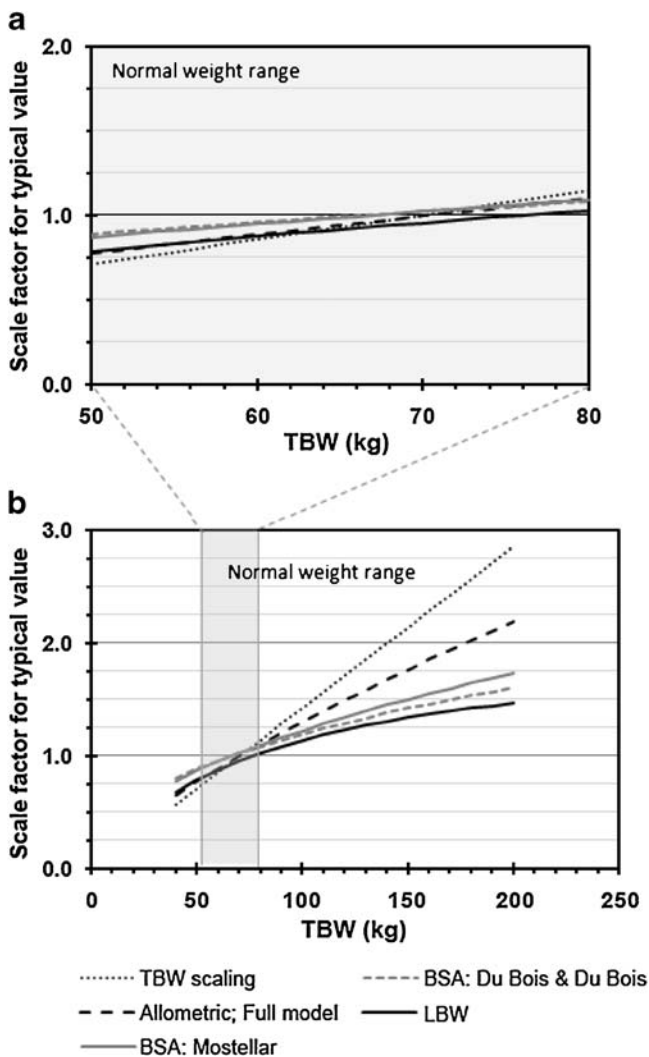 a
Scale factor for typical value
2.0
1.0
0.0
Normal weight range
50
60
70
80
TBW (kg)
b
Scale factor for typical value
3.0
2.0
1.0
0.0
Normal weight range
0
50
100
150
200
250
TBW (kg)
TBW scaling
BSA: Du Bois & Du Bois
Allometric; Full model
LBW
BSA: Mostellar